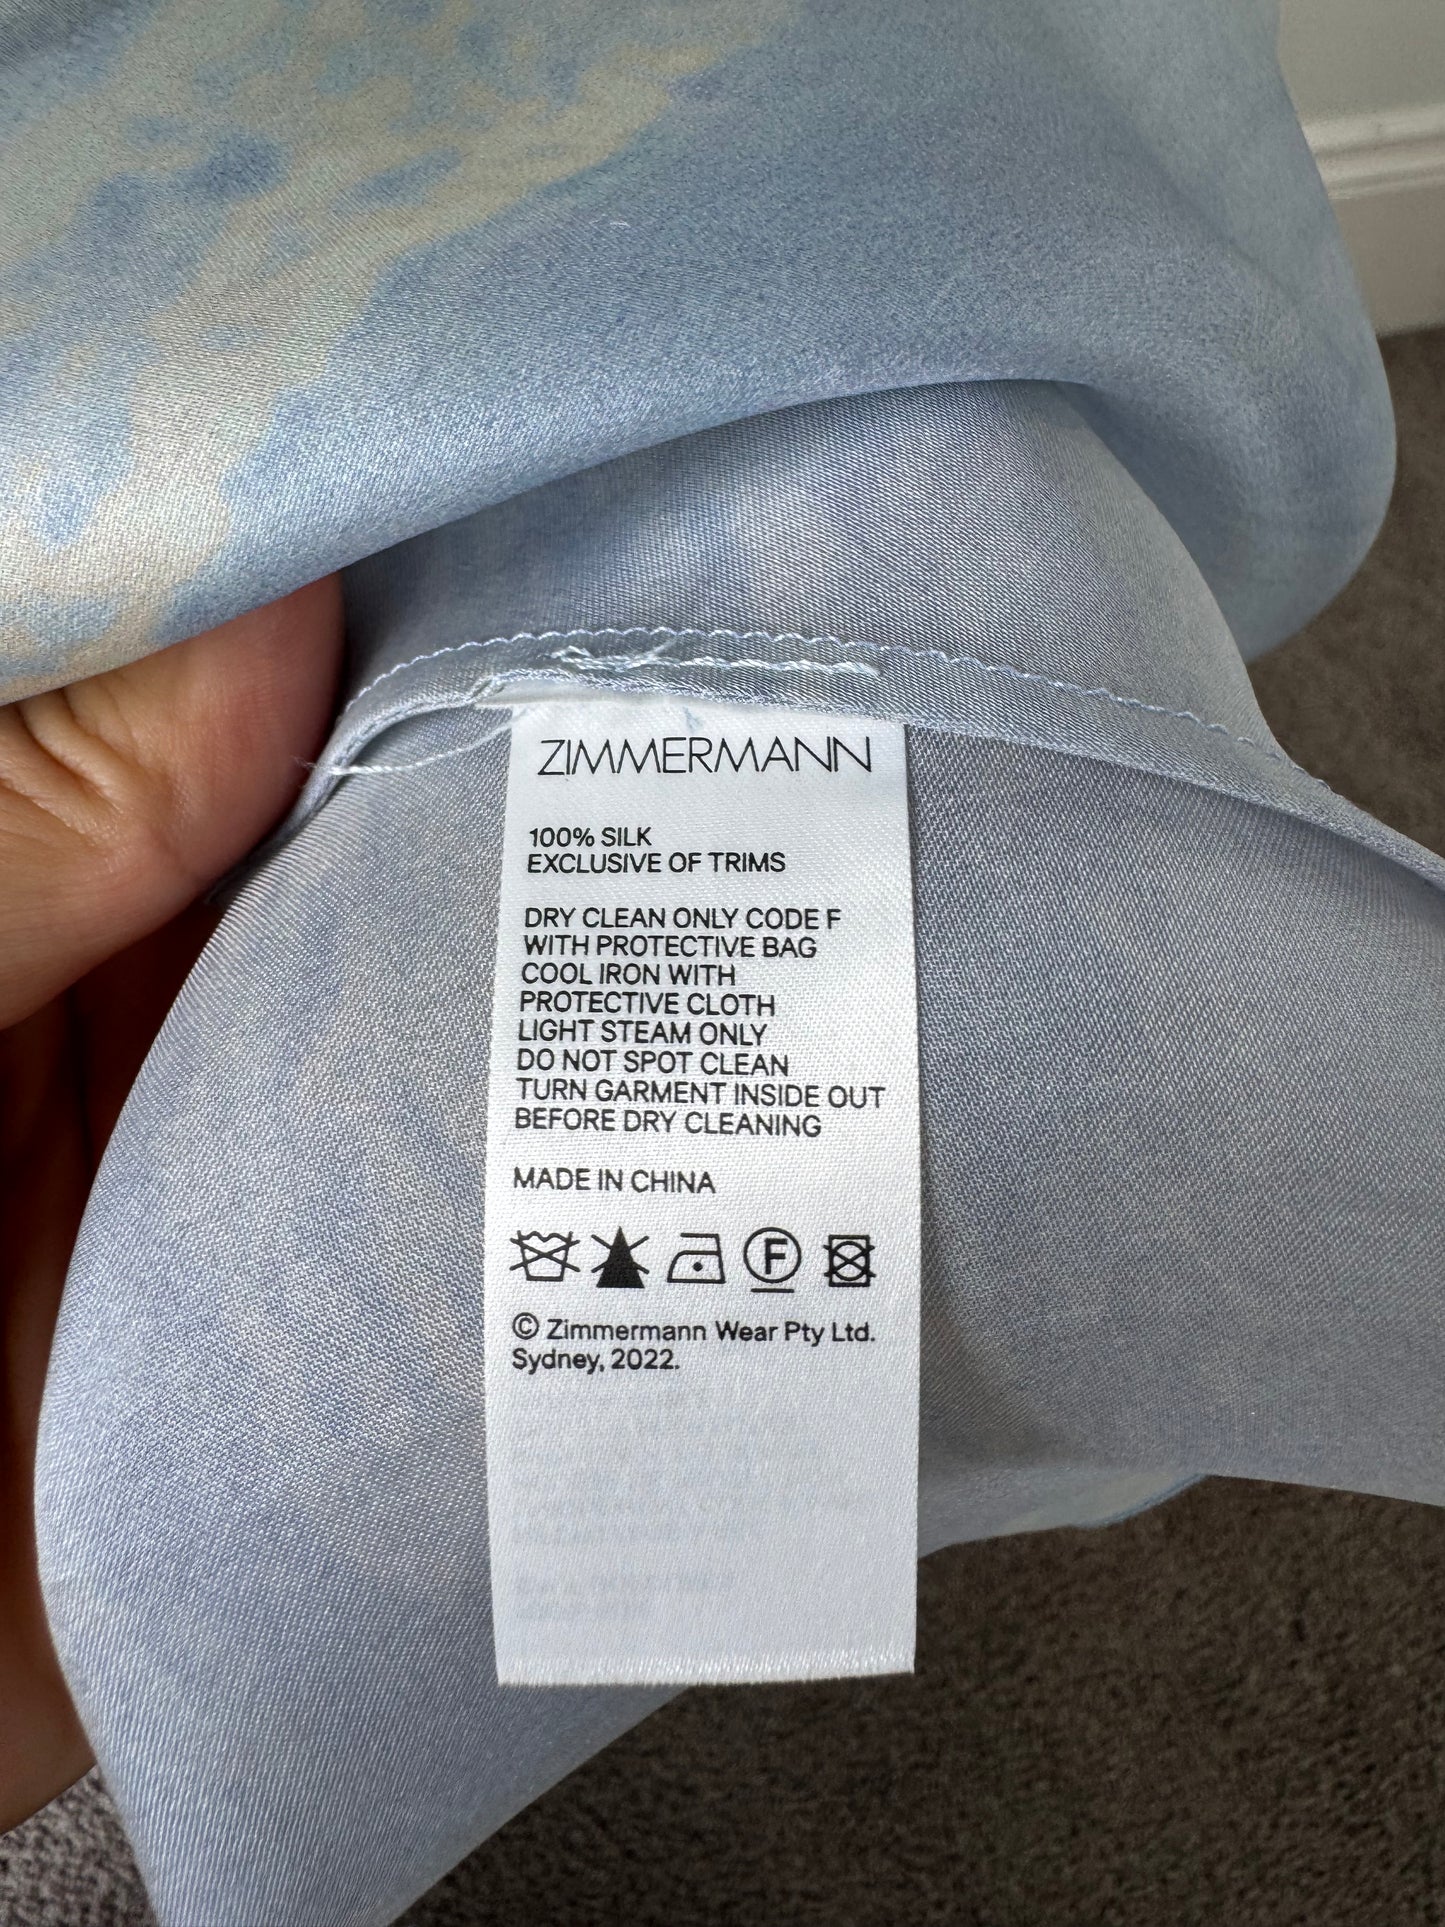 ZIMMERMANN
100% SILK
EXCLUSIVE OF TRIMS
DRY CLEAN ONLY CODE F
WITH PROTECTIVE BAG
COOL IRON WITH
PROTECTIVE CLOTH
LIGHT STEAM ONLY
DO NOT SPOT CLEAN
TURN GARMENT INSIDE OUT
BEFORE DRY CLEANING
MADE IN CHINA
F
© Zimmermann Wear Pty Ltd.
Sydney, 2022.